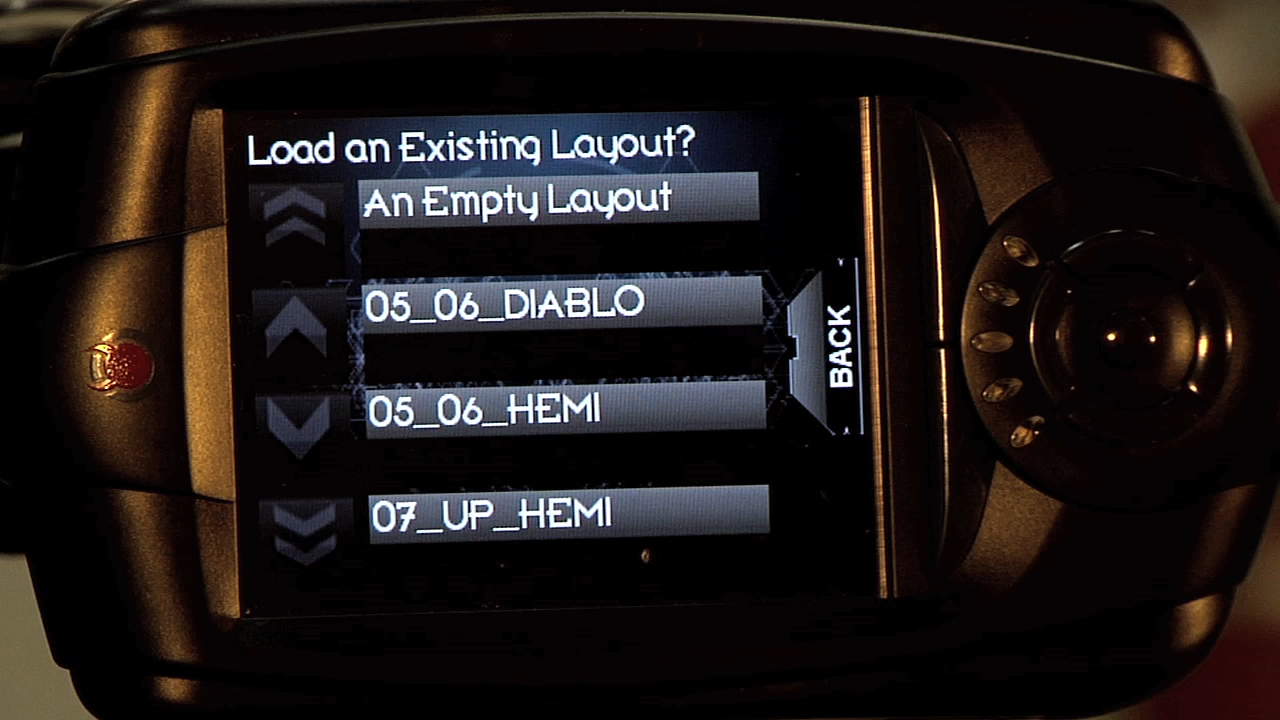 Load an Existing Layout?
An Empty Layout
05_06_DIABLO
05_06_HEMI
07_UP_HEMI
BACK